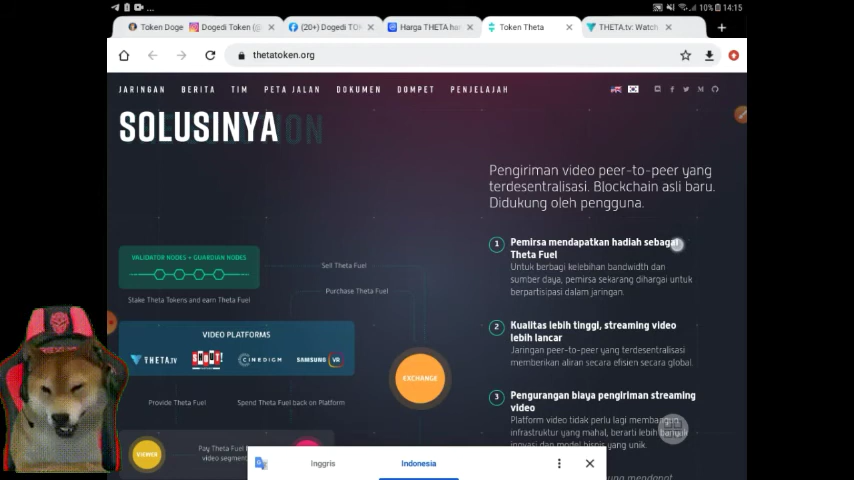 10% 14:15
Token Doge
Dogedi Token (@
(20+) Dogedi TO
Harga THETA har
Token Theta
THETA.tv: Watch
thetatoken.org
JARINGAN BERITA TIM PETA JALAN DOKUMEN DOMPET PENJELAJAH
SOLUSINYA
Pengiriman video peer-to-peer yang
terdesentralisasi. Blockchain asli baru.
Didukung oleh pengguna.
VALIDATOR NODES + GUARDIAN NODES
Stake Theta Tokens and earn Theta Fuel
Sell Theta Fuel
Purchase Theta Fuel
VIDEO PLATFORMS
THETA.tv SHOUT! CINEDIGM SAMSUNG VR
EXCHANGE
Provide Theta Fuel
Spend Theta Fuel back on Platform
VIEWER
Pay Theta Fuel
video segment
1 Pemirsa mendapatkan hadiah sebagai
Theta Fuel
Untuk berbagi kelebihan bandwidth dan
sumber daya, pemirsa sekarang dihargai untuk
berpartisipasi dalam jaringan.
2 Kualitas lebih tinggi, streaming video
lebih lancar
Jaringan peer-to-peer yang terdesentralisasi
memberikan aliran secara efisien secara global.
3 Pengurangan biaya pengiriman streaming
video
Platform video tidak perlu lagi membangun
infrastruktur yang mahal, berarti lebih banyak
inovasi dan model bisnis yang unik.
Inggris
Indonesia